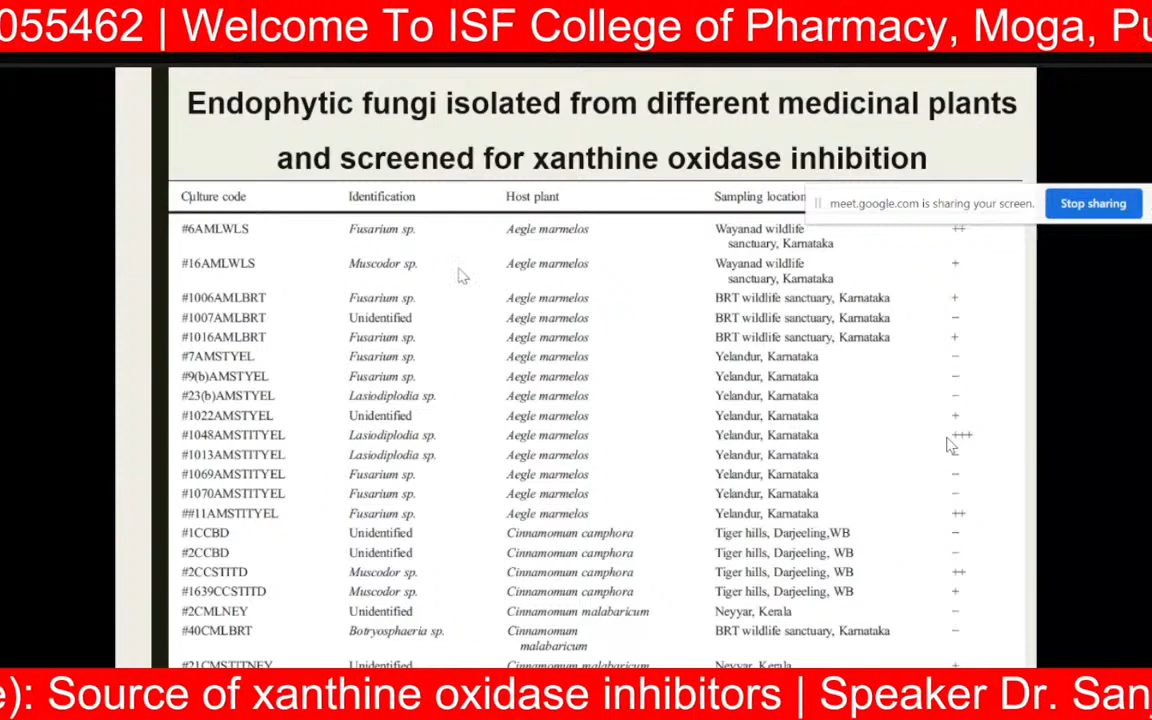 055462 | Welcome To ISF College of Pharmacy, Moga, Pu
Endophytic fungi isolated from different medicinal plants
and screened for xanthine oxidase inhibition
Culture code Identification Host plant Sampling location
meet.google.com is sharing your screen. Stop sharing
#6AMLWLS Fusarium sp. Aegle marmelos Wayanad wildlife ++
sanctuary, Karnataka
#16AMLWLS Muscodor sp. Aegle marmelos Wayanad wildlife +
sanctuary, Karnataka
#1006AMLBRT Fusarium sp. Aegle marmelos BRT wildlife sanctuary, Karnataka +
#1007AMLBRT Unidentified Aegle marmelos BRT wildlife sanctuary, Karnataka −
#1016AMLBRT Fusarium sp. Aegle marmelos BRT wildlife sanctuary, Karnataka +
#7AMSTYEL Fusarium sp. Aegle marmelos Yelandur, Karnataka −
#9(b)AMSTYEL Fusarium sp. Aegle marmelos Yelandur, Karnataka −
#23(b)AMSTYEL Lasiodiplodia sp. Aegle marmelos Yelandur, Karnataka −
#1022AMSTYEL Unidentified Aegle marmelos Yelandur, Karnataka +
#1048AMSTITYEL Lasiodiplodia sp. Aegle marmelos Yelandur, Karnataka +++
#1013AMSTITYEL Lasiodiplodia sp. Aegle marmelos Yelandur, Karnataka −
#1069AMSTITYEL Fusarium sp. Aegle marmelos Yelandur, Karnataka −
#1070AMSTITYEL Fusarium sp. Aegle marmelos Yelandur, Karnataka −
##11AMSTITYEL Fusarium sp. Aegle marmelos Yelandur, Karnataka ++
#1CCBD Unidentified Cinnamomum camphora Tiger hills, Darjeeling,WB −
#2CCBD Unidentified Cinnamomum camphora Tiger hills, Darjeeling, WB −
#2CCSTITD Muscodor sp. Cinnamomum camphora Tiger hills, Darjeeling, WB ++
#1639CCSTITD Muscodor sp. Cinnamomum camphora Tiger hills, Darjeeling, WB +
#2CMLNEY Unidentified Cinnamomum malabaricum Neyyar, Kerala −
#40CMLBRT Botryosphaeria sp. Cinnamomum BRT wildlife sanctuary, Karnataka −
malabaricum
#21CMSTITNEY Unidentified Cinnamomum malabaricum Neyyar, Kerala +
e): Source of xanthine oxidase inhibitors | Speaker Dr. San